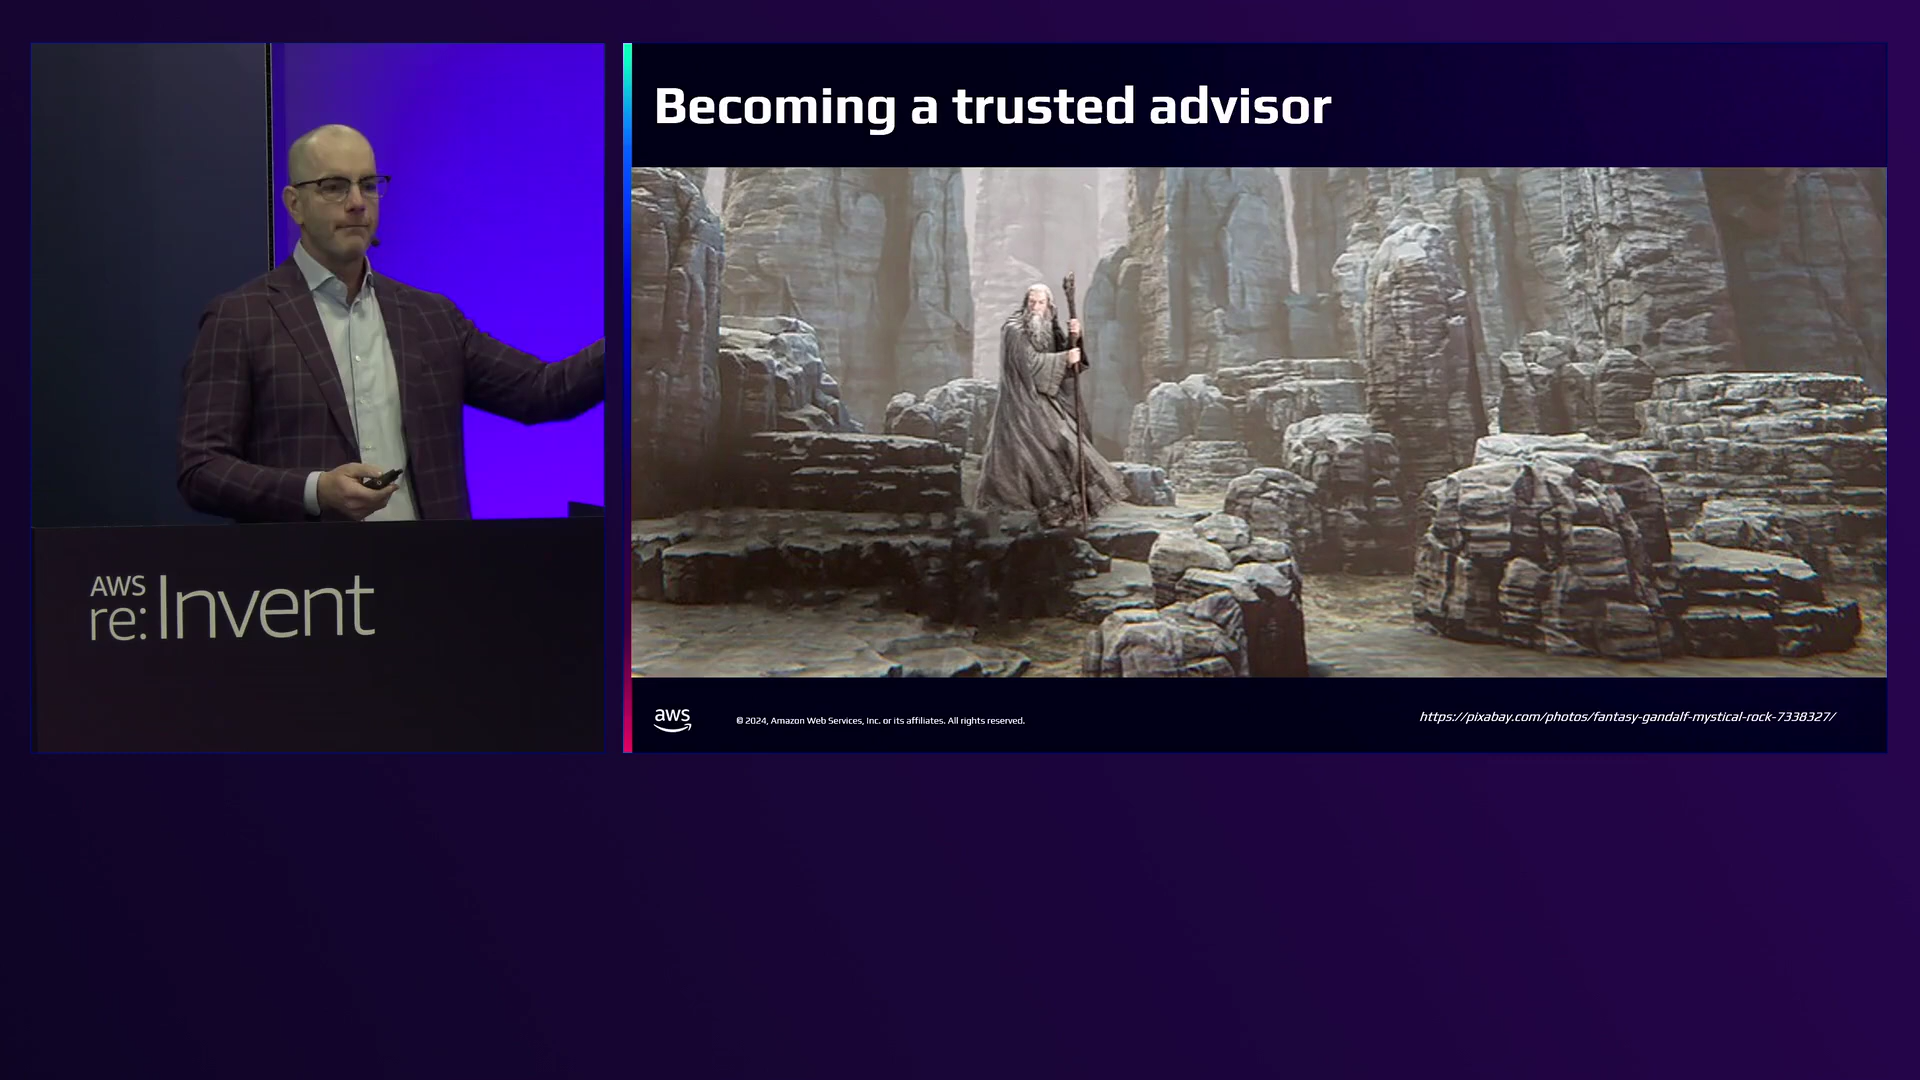 Becoming a trusted advisor
AWS
re:Invent
aws
© 2024, Amazon Web Services, Inc. or its affiliates. All rights reserved.
https://pixabay.com/photos/fantasy-gandalf-mystical-rock-7338327/